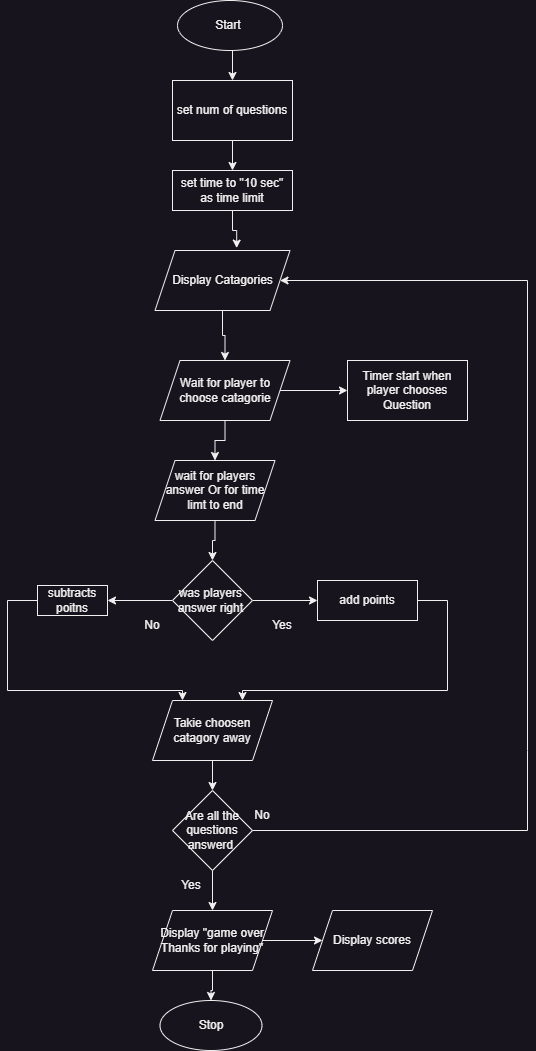 Start
set num of questions
set time to "10 sec"
as time limit
Display Catagories
Wait for player to
choose catagorie
Timer start when
player chooses
Question
wait for players
answer Or for time
limt to end
was players
answer right
subtracts
poitns
add points
No
Yes
Takie choosen
catagory away
Are all the
questions
answerd
No
Yes
Display "game over
Thanks for playing"
Display scores
Stop